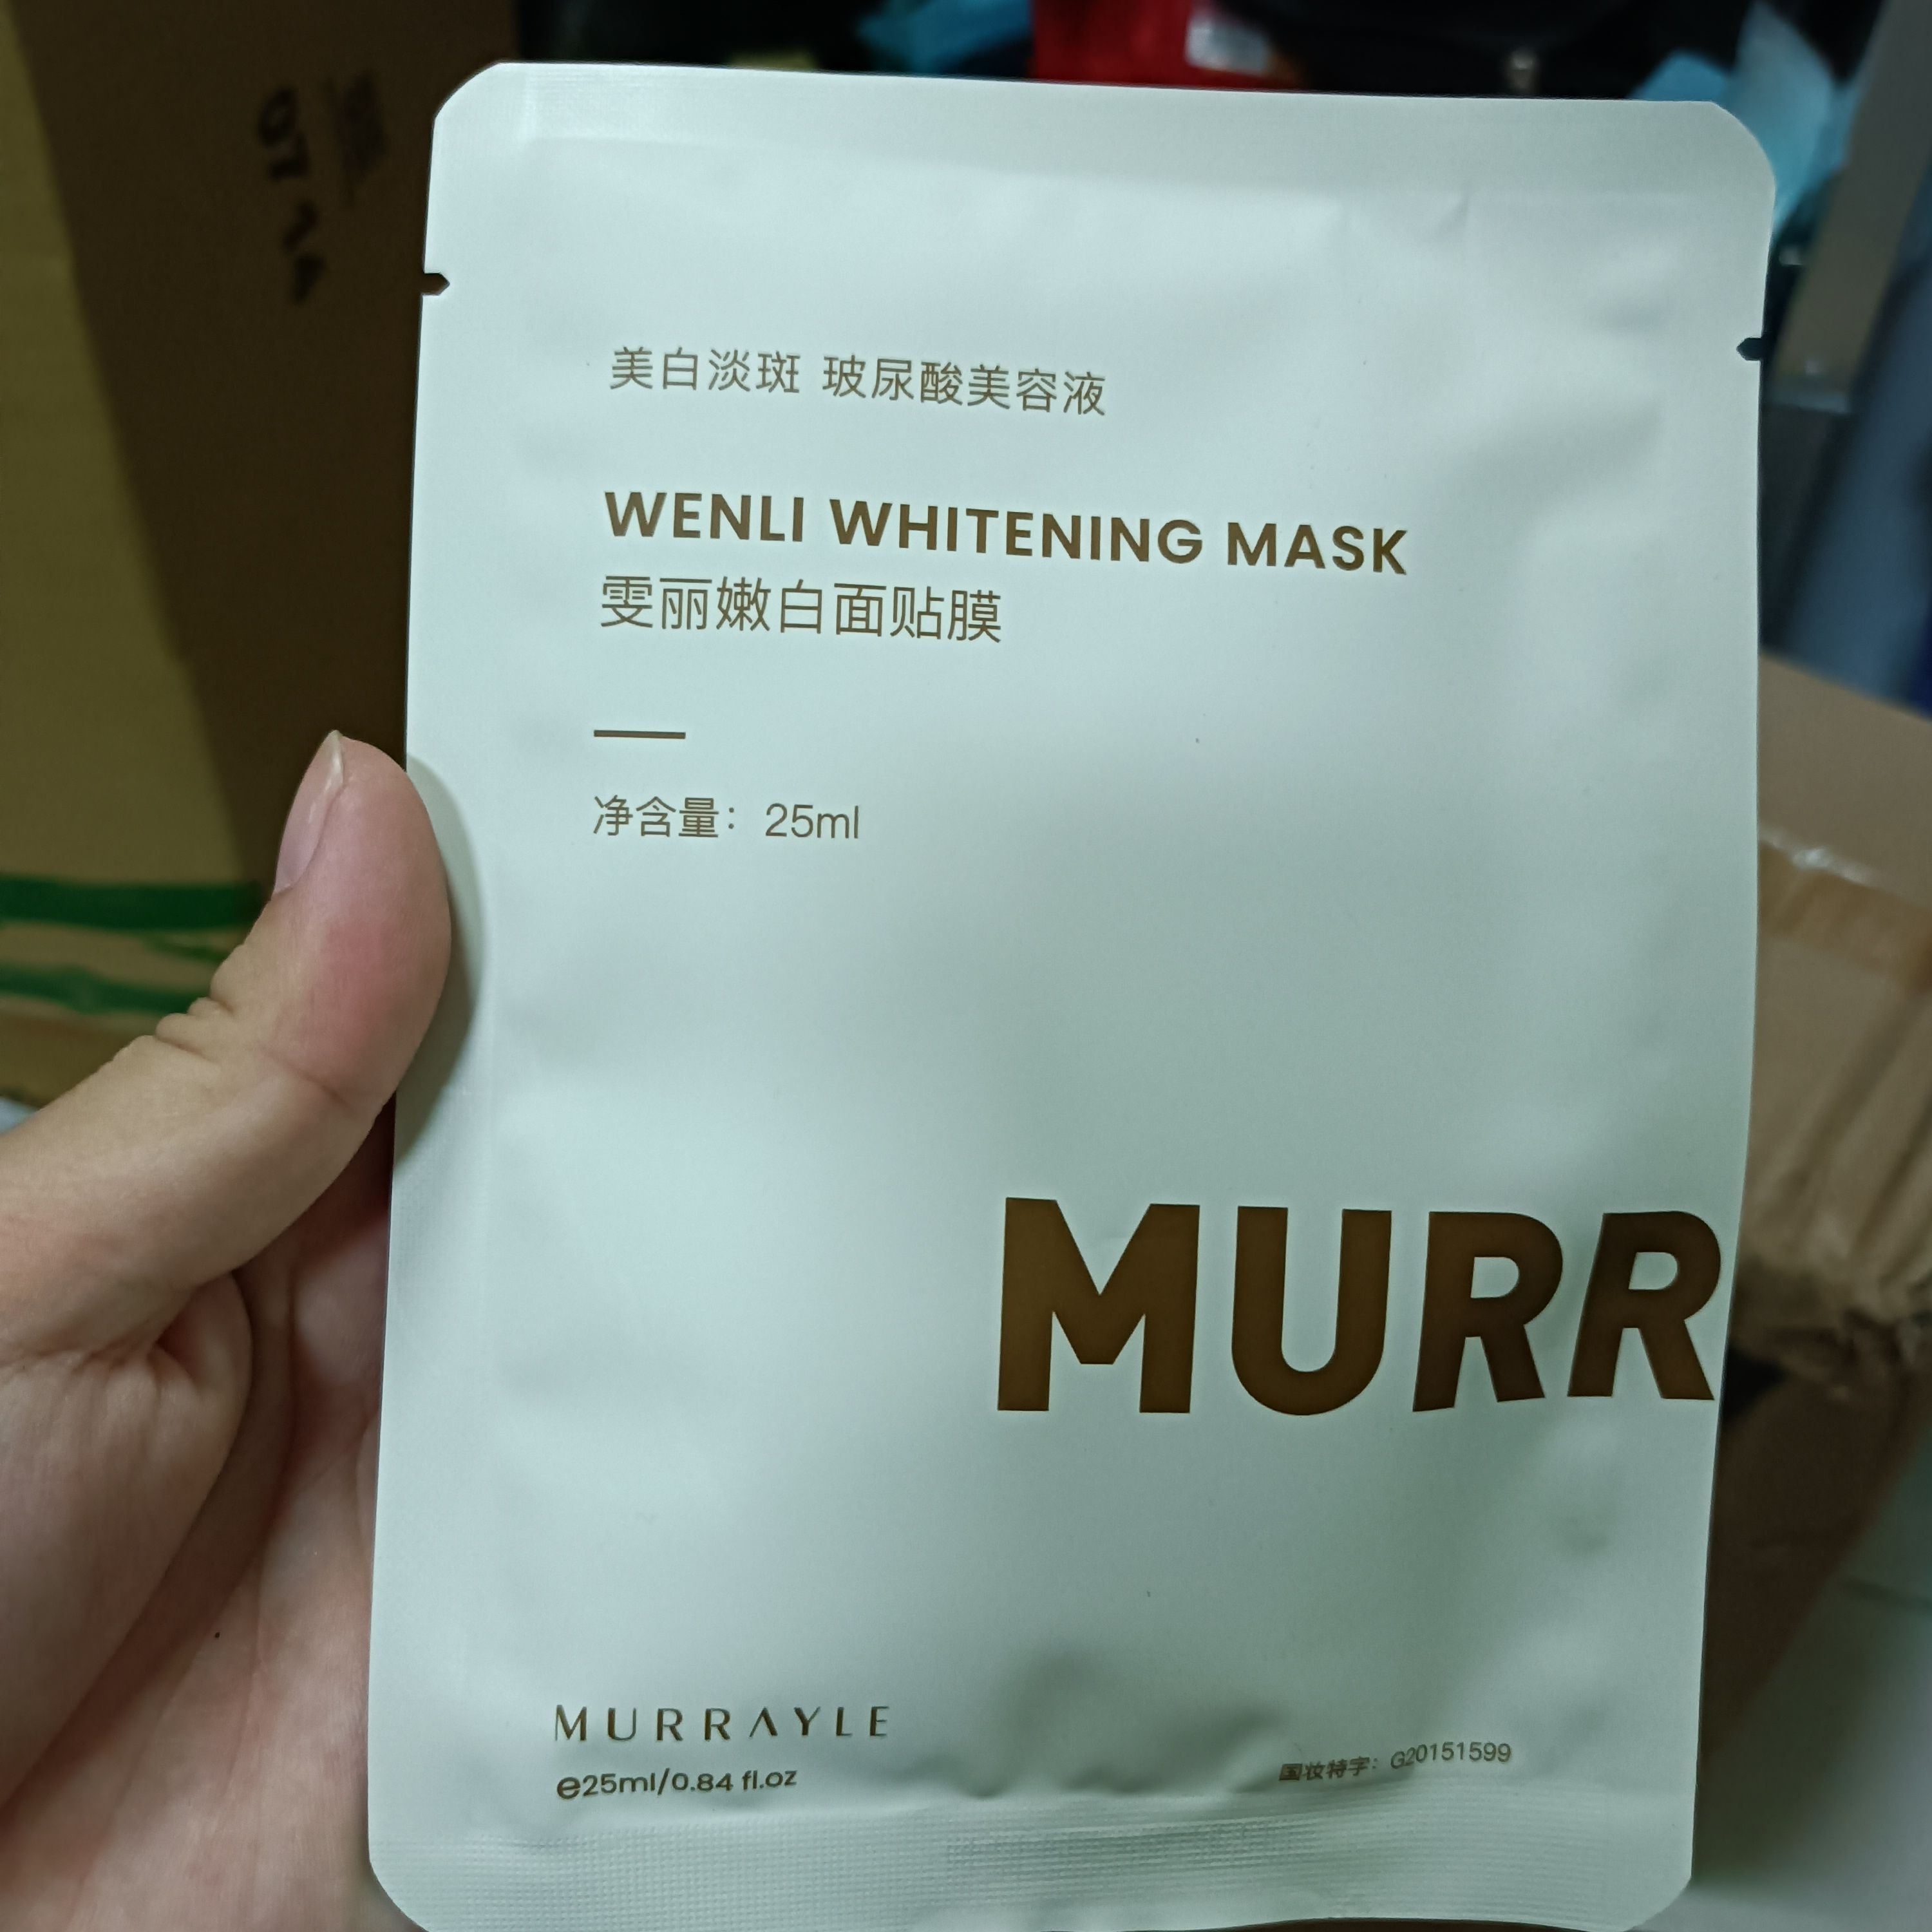 美白淡斑 玻尿酸美容液
WENLI WHITENING MASK
雯丽嫩白面贴膜
净含量：25ml
MURR
MURRAYLE
e25ml/0.84 fl.oz
国妆特字：G20151599